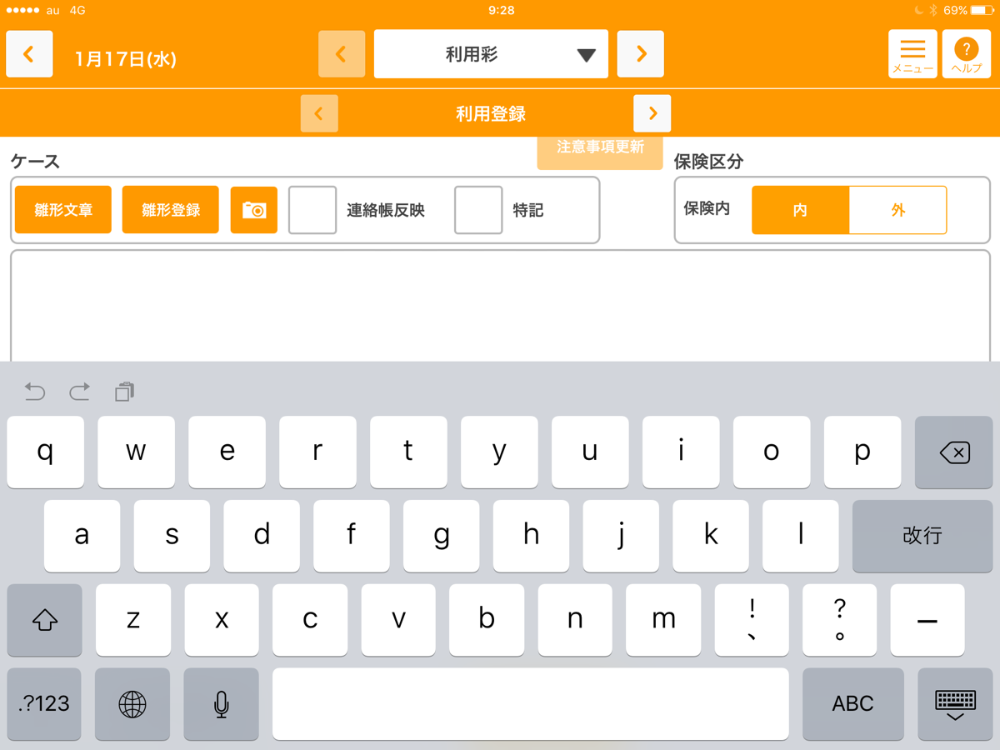 au 4G 9:28 69%
1月17日(水) 利用彩 メニュー ? ヘルプ
利用登録
注意事項更新
ケース 保険区分
雛形文章 雛形登録 連絡帳反映 特記 保険内 内 外
q w e r t y u i o p
a s d f g h j k l 改行
z x c v b n m ! 、 ? 。 ー
.?123 ABC